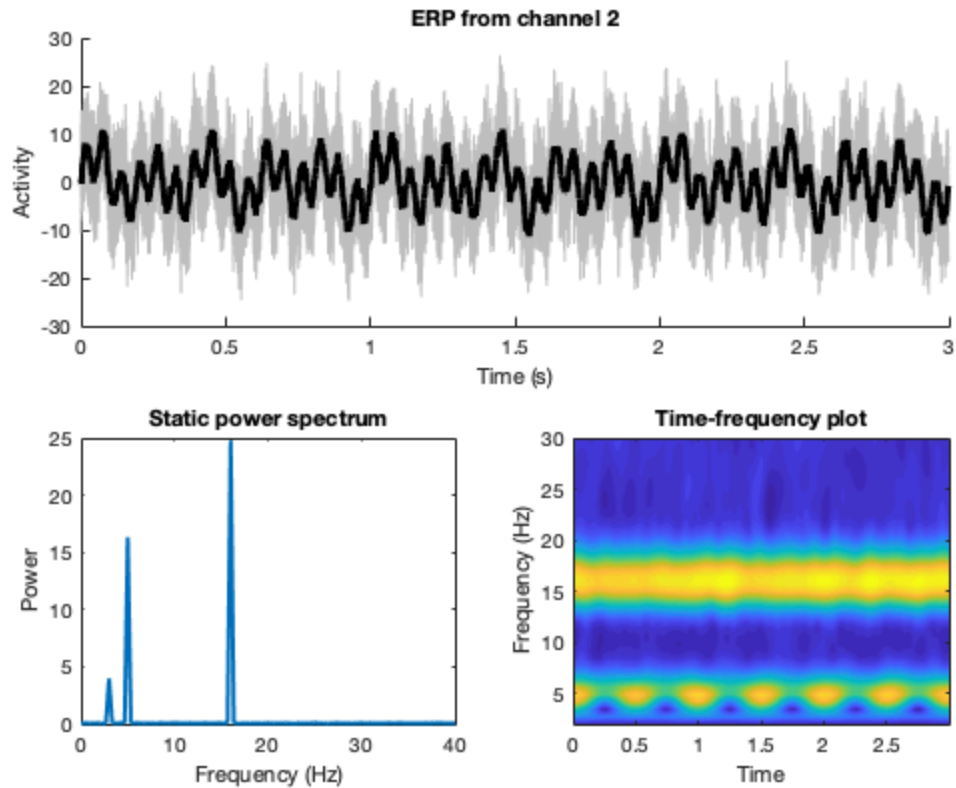 ERP from channel 2
30
20
10
0
-10
-20
-30
Activity
0 0.5 1 1.5 2 2.5 3
Time (s)
Static power spectrum
25
20
15
10
5
0
Power
0 10 20 30 40
Frequency (Hz)
Time-frequency plot
30
25
20
15
10
5
Frequency (Hz)
0 0.5 1 1.5 2 2.5
Time